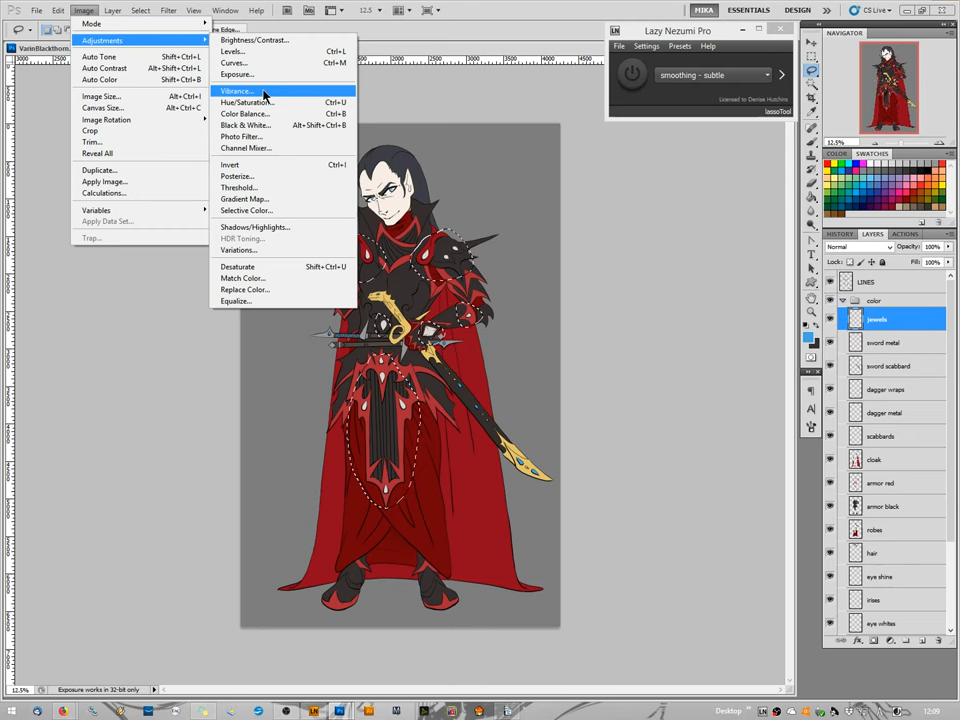 Ps File Edit Image Layer Select Filter Analysis View Window Help Br Mb 12.5 MIKA ESSENTIALS DESIGN >> CS Live
Mode
Adjustments
Auto Tone Shift+Ctrl+L
Auto Contrast Alt+Shift+Ctrl+L
Auto Color Shift+Ctrl+B
Image Size... Alt+Ctrl+I
Canvas Size... Alt+Ctrl+C
Image Rotation
Crop
Trim...
Reveal All
Duplicate...
Apply Image...
Calculations...
Variables
Apply Data Set...
Trap...
Brightness/Contrast...
Levels... Ctrl+L
Curves... Ctrl+M
Exposure...
Vibrance...
Hue/Saturation... Ctrl+U
Color Balance... Ctrl+B
Black & White... Alt+Shift+Ctrl+B
Photo Filter...
Channel Mixer...
Invert Ctrl+I
Posterize...
Threshold...
Gradient Map...
Selective Color...
Shadows/Highlights...
HDR Toning...
Variations...
Desaturate Shift+Ctrl+U
Match Color...
Replace Color...
Equalize...
VarinBlackthorn.
Lazy Nezumi Pro
File Settings Presets Help
smoothing - subtle
Licensed to Denise Hutchins
lassoTool
NAVIGATOR
12.5%
COLOR SWATCHES
HISTORY LAYERS ACTIONS
Normal Opacity: 100%
Lock: Fill: 100%
LINES
color
jewels
sword metal
sword scabbard
dagger wraps
dagger metal
scabbards
cloak
armor red
armor black
robes
hair
eye shine
irises
eye whites
12.5% Exposure works in 32-bit only
Desktop 12:09